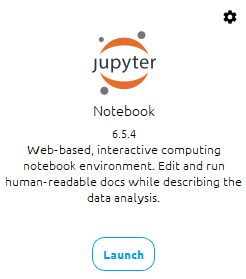 jupyter
Notebook
6.5.4
Web-based, interactive computing
notebook environment. Edit and run
human-readable docs while describing the
data analysis.
Launch